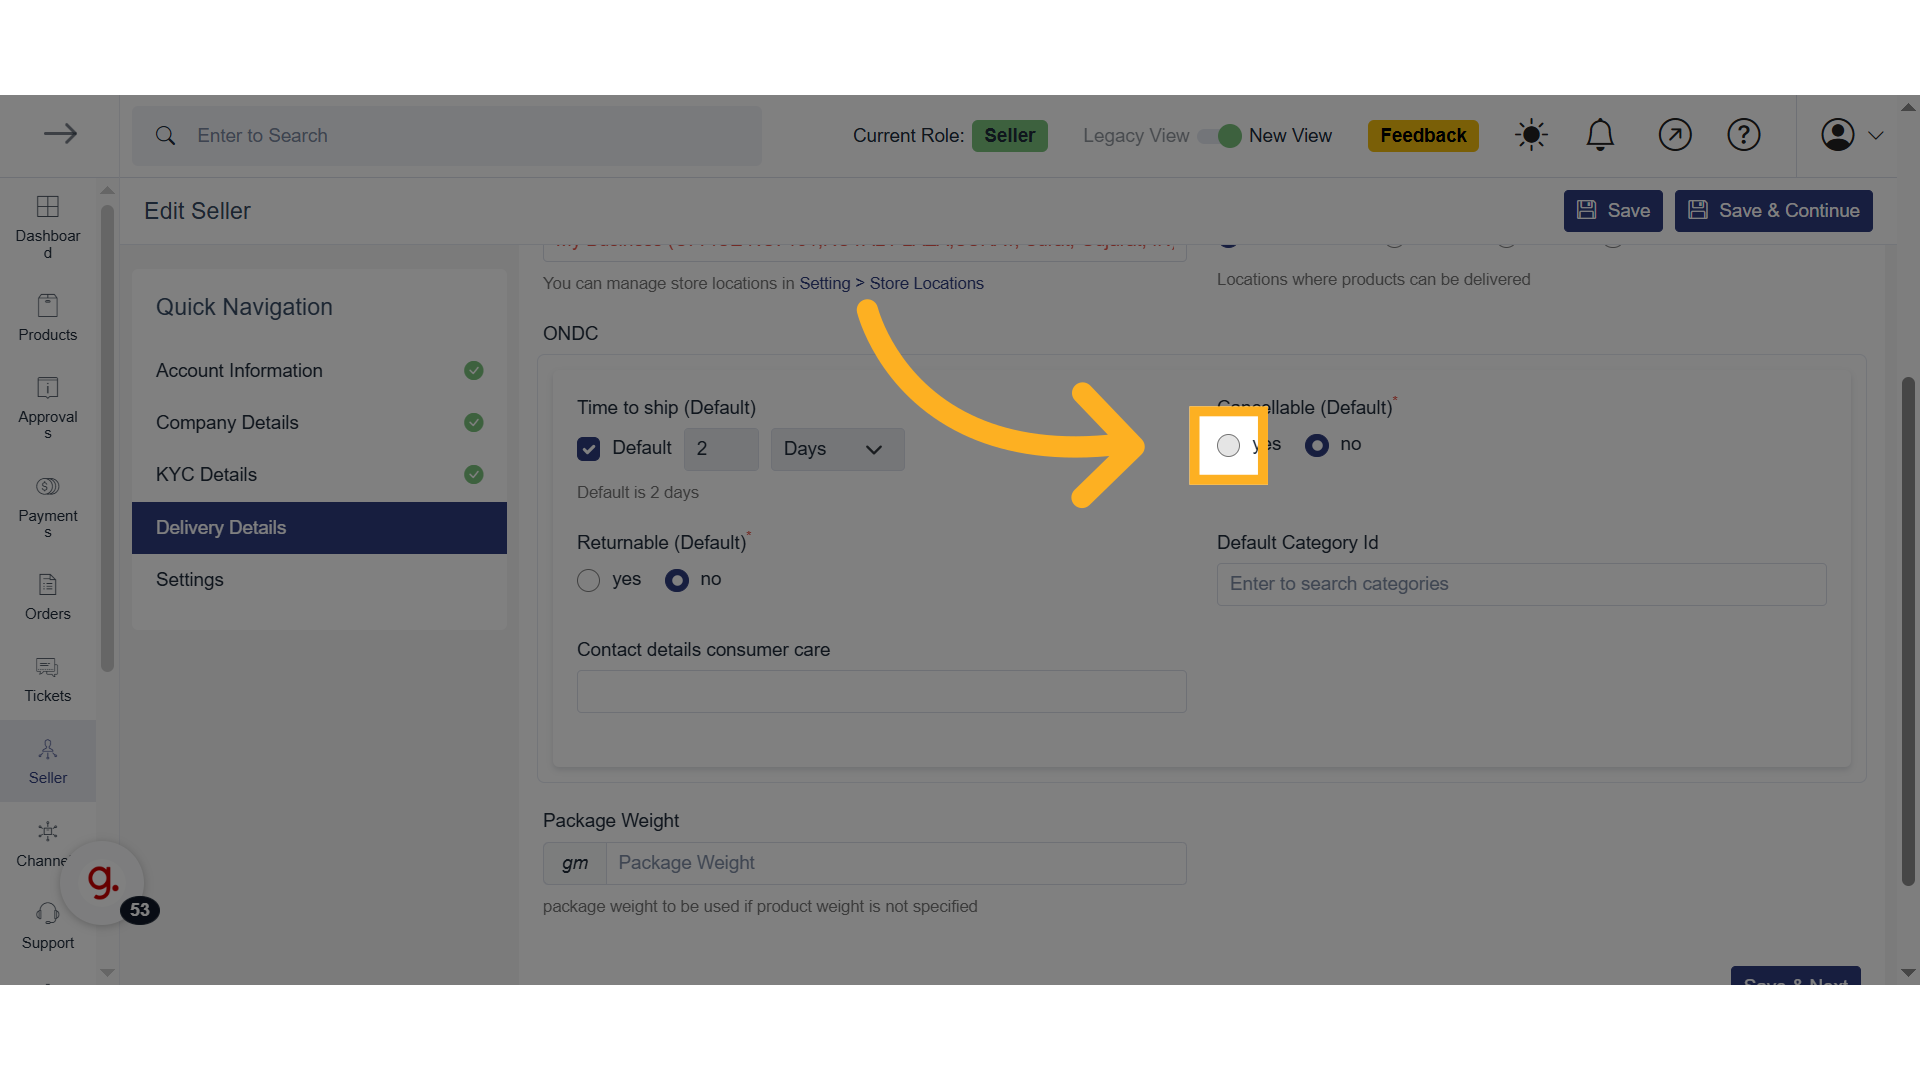 Enter to Search
Current Role: Seller
Legacy View New View
Feedback
Edit Seller
Save
Save & Continue
Dashboar
d
Products
Approval
s
Payment
s
Orders
Tickets
Seller
Channe
g.
53
Support
Quick Navigation
Account Information
Company Details
KYC Details
Delivery Details
Settings
You can manage store locations in Setting > Store Locations
Locations where products can be delivered
ONDC
Time to ship (Default)
Default 2 Days
Default is 2 days
Cancellable (Default)*
yes no
Returnable (Default)*
yes no
Default Category Id
Enter to search categories
Contact details consumer care
Package Weight
gm Package Weight
package weight to be used if product weight is not specified
Save & Next